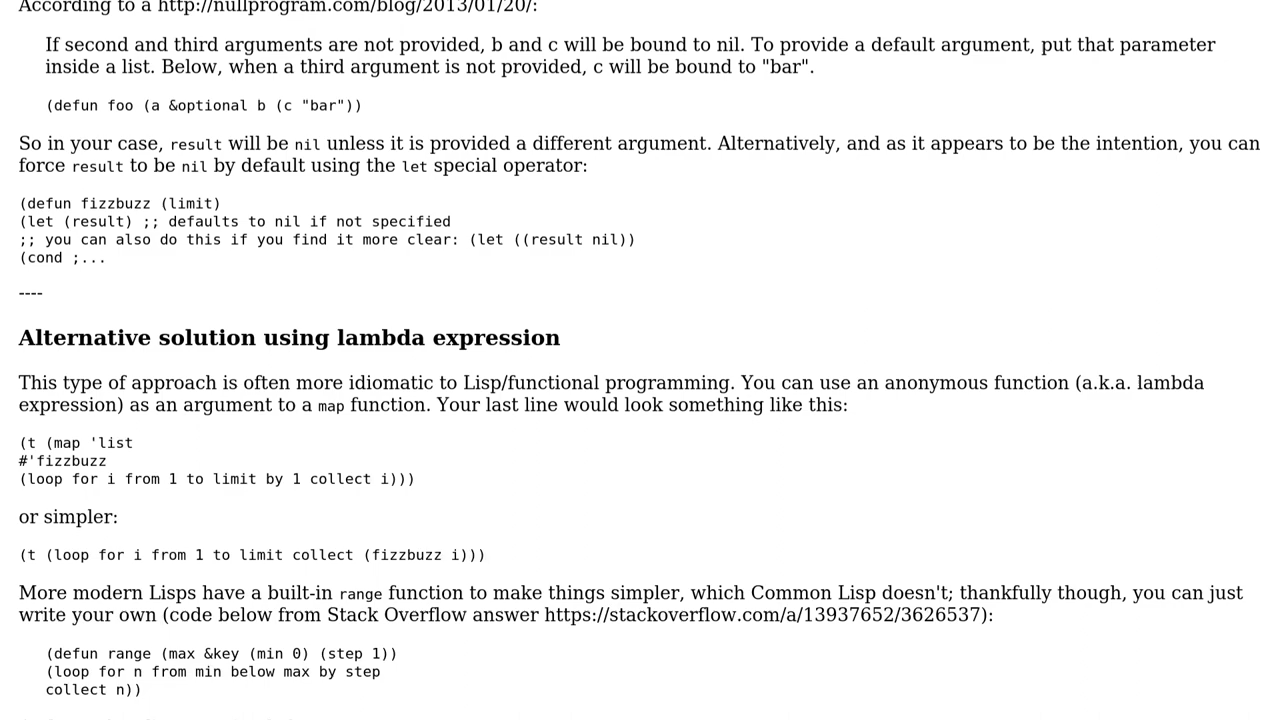 According to a http://nullprogram.com/blog/2013/01/20/:
If second and third arguments are not provided, b and c will be bound to nil. To provide a default argument, put that parameter
inside a list. Below, when a third argument is not provided, c will be bound to "bar".
(defun foo (a &optional b (c "bar"))
So in your case, result will be nil unless it is provided a different argument. Alternatively, and as it appears to be the intention, you can
force result to be nil by default using the let special operator:
(defun fizzbuzz (limit)
(let (result) ;; defaults to nil if not specified
;; you can also do this if you find it more clear: (let ((result nil))
(cond ;...
----
Alternative solution using lambda expression
This type of approach is often more idiomatic to Lisp/functional programming. You can use an anonymous function (a.k.a. lambda
expression) as an argument to a map function. Your last line would look something like this:
(t (map 'list
#'fizzbuzz
(loop for i from 1 to limit by 1 collect i)))
or simpler:
(t (loop for i from 1 to limit collect (fizzbuzz i)))
More modern Lisps have a built-in range function to make things simpler, which Common Lisp doesn't; thankfully though, you can just
write your own (code below from Stack Overflow answer https://stackoverflow.com/a/13937652/3626537):
(defun range (max &key (min 0) (step 1))
(loop for n from min below max by step
collect n))